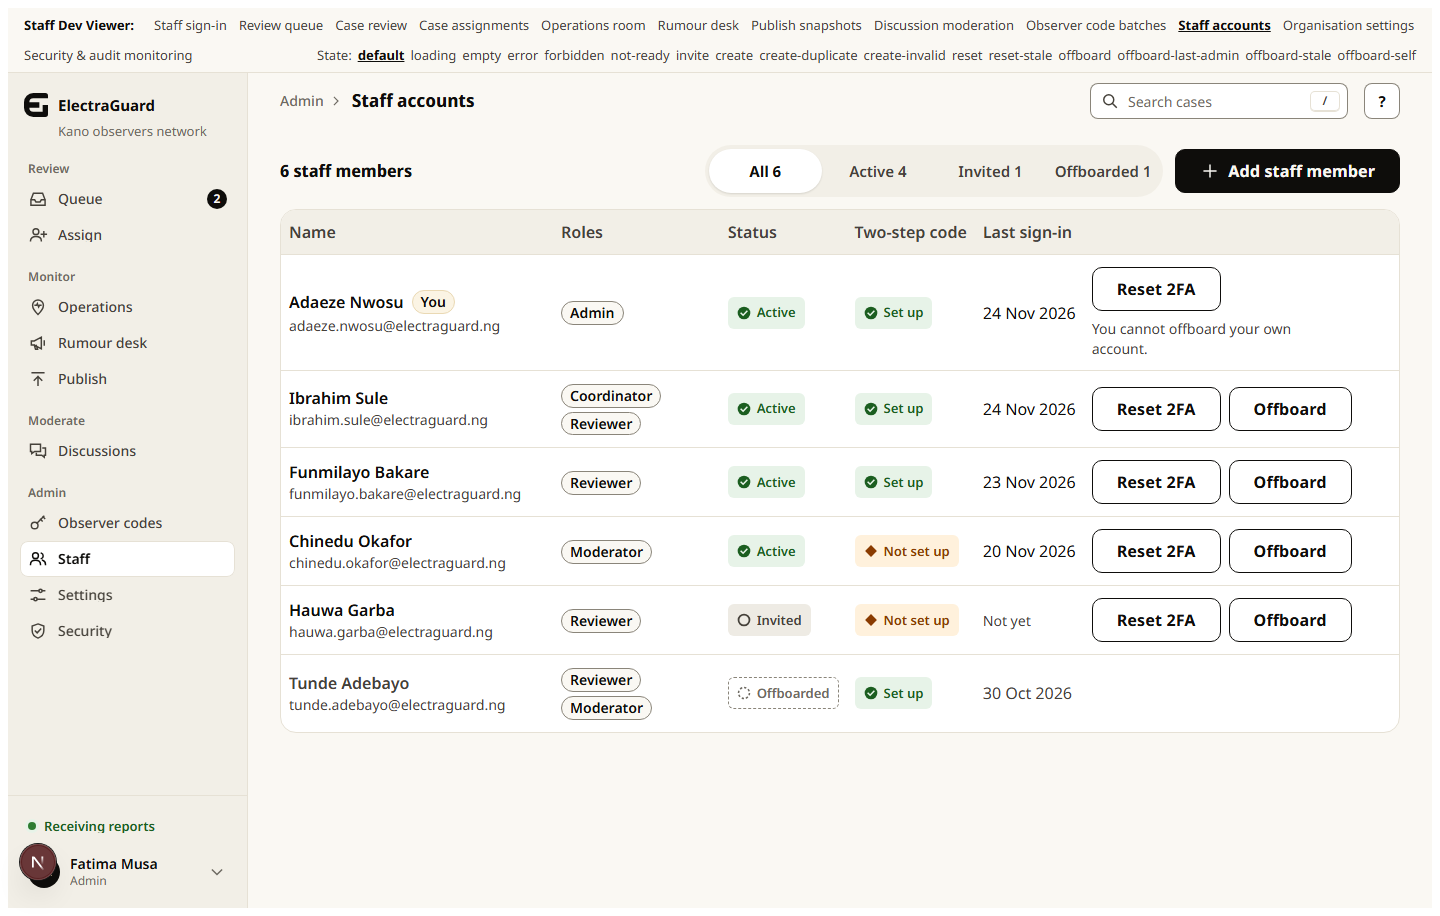 Staff Dev Viewer: Staff sign-in Review queue Case review Case assignments Operations room Rumour desk Publish snapshots Discussion moderation Observer code batches Staff accounts Organisation settings
Security & audit monitoring State: default loading empty error forbidden not-ready invite create create-duplicate create-invalid reset reset-stale offboard offboard-last-admin offboard-stale offboard-self
ElectraGuard
Kano observers network
Review
Queue 2
Assign
Monitor
Operations
Rumour desk
Publish
Moderate
Discussions
Admin
Observer codes
Staff
Settings
Security
Receiving reports
N
Fatima Musa
Admin
Admin > Staff accounts
Search cases /
?
6 staff members
All 6 Active 4 Invited 1 Offboarded 1
+ Add staff member
Name Roles Status Two-step code Last sign-in
Adaeze Nwosu You
adaeze.nwosu@electraguard.ng
Admin
Active
Set up
24 Nov 2026
Reset 2FA
You cannot offboard your own
account.
Ibrahim Sule
ibrahim.sule@electraguard.ng
Coordinator
Reviewer
Active
Set up
24 Nov 2026
Reset 2FA
Offboard
Funmilayo Bakare
funmilayo.bakare@electraguard.ng
Reviewer
Active
Set up
23 Nov 2026
Reset 2FA
Offboard
Chinedu Okafor
chinedu.okafor@electraguard.ng
Moderator
Active
Not set up
20 Nov 2026
Reset 2FA
Offboard
Hauwa Garba
hauwa.garba@electraguard.ng
Reviewer
Invited
Not set up
Not yet
Reset 2FA
Offboard
Tunde Adebayo
tunde.adebayo@electraguard.ng
Reviewer
Moderator
Offboarded
Set up
30 Oct 2026